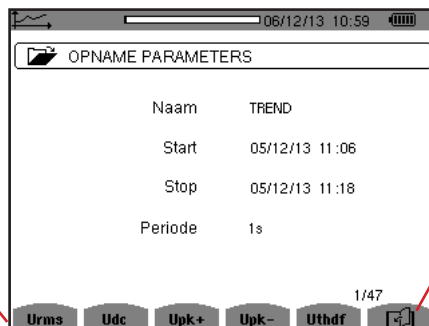 06/12/13 10:59
OPNAME PARAMETERS
Naam TREND
Start 05/12/13 11:06
Stop 05/12/13 11:18
Periode 1s
1/47
Urms Udc Upk+ Upk- Uthdf